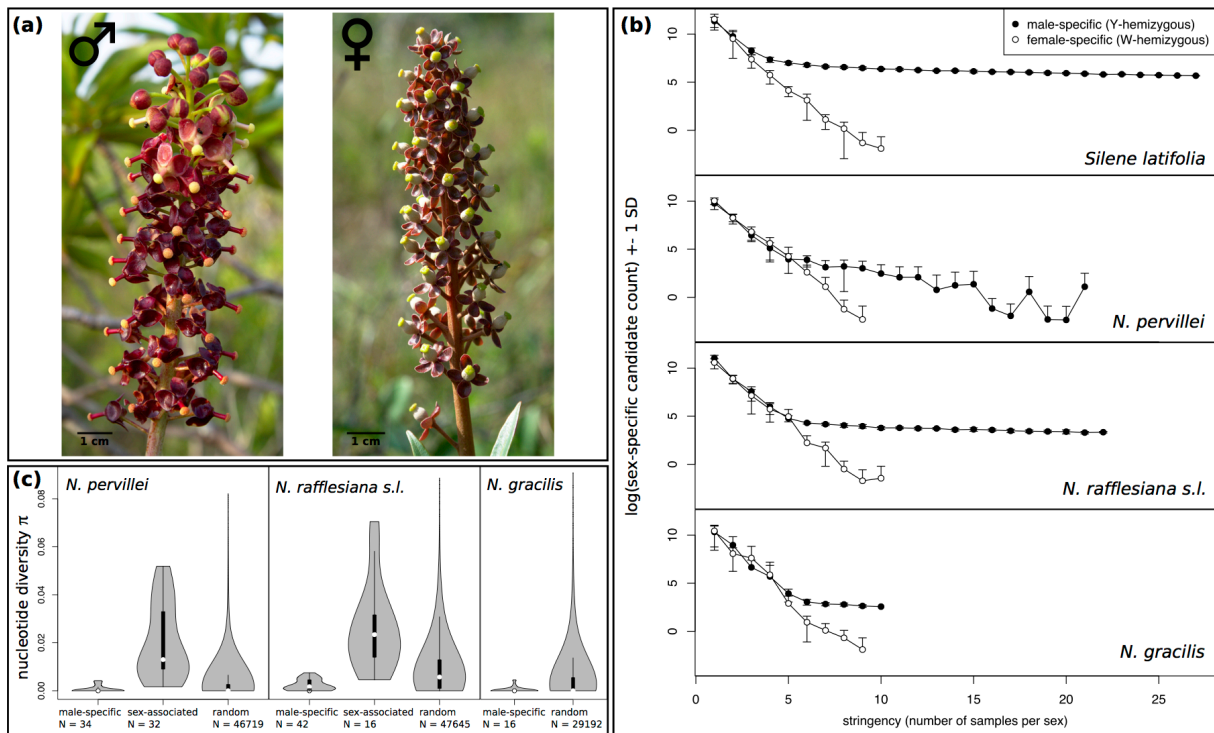 (a)
♂
♀
1 cm
1 cm
(b)
male-specific (Y-hemizygous)
female-specific (W-hemizygous)
log(sex-specific candidate count) +- 1 SD
10
5
0
Silene latifolia
10
5
0
N. pervillei
10
5
0
N. rafflesiana s.l.
10
5
0
N. gracilis
0
5
10
15
20
25
stringency (number of samples per sex)
(c)
N. pervillei
N. rafflesiana s.l.
N. gracilis
nucleotide diversity π
0.08
0.04
0.02
0.00
male-specific
N = 34
sex-associated
N = 32
random
N = 46719
male-specific
N = 42
sex-associated
N = 16
random
N = 47645
male-specific
N = 16
random
N = 29192